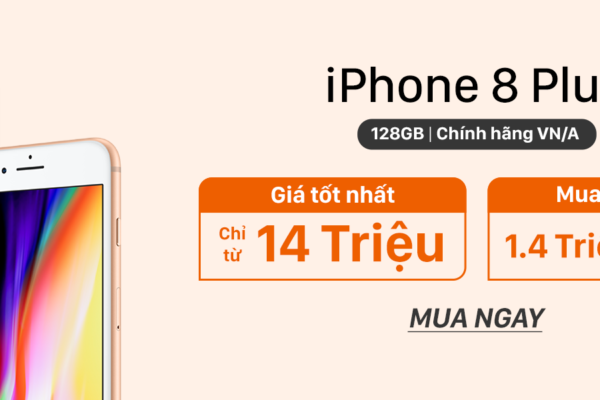 iPhone 8 Plu
128GB | Chính hãng VN/A
Giá tốt nhất
Chỉ từ 14 Triệu
Mua
1.4 Tri
MUA NGAY